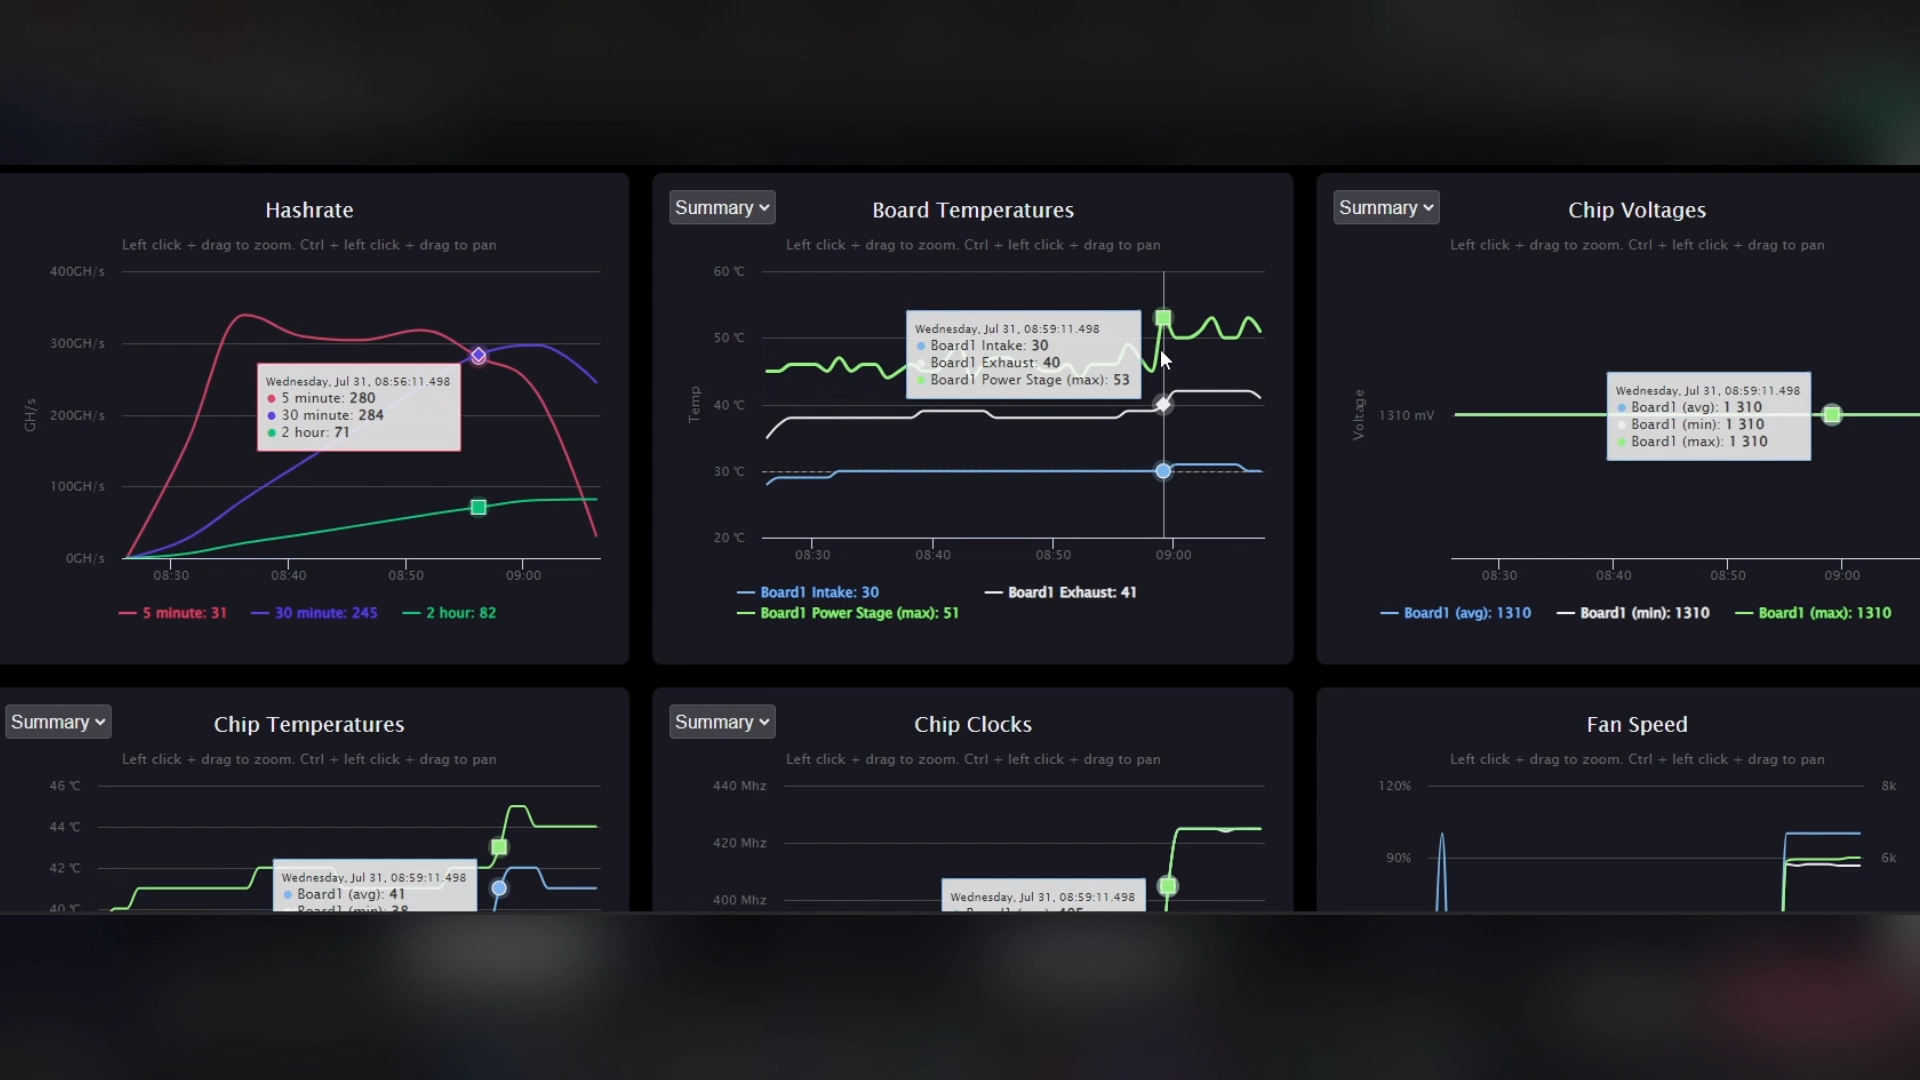 Hashrate
Left click + drag to zoom. Ctrl + left click + drag to pan
400GH/s
300GH/s
200GH/s
100GH/s
0GH/s
GH/s
Wednesday, Jul 31, 08:56:11.498
5 minute: 280
30 minute: 284
2 hour: 71
08:30 08:40 08:50 09:00
5 minute: 31 30 minute: 245 2 hour: 82
Summary
Board Temperatures
Left click + drag to zoom. Ctrl + left click + drag to pan
60 ℃
50 ℃
40 ℃
30 ℃
20 ℃
Temp
Wednesday, Jul 31, 08:59:11.498
Board1 Intake: 30
Board1 Exhaust: 40
Board1 Power Stage (max): 53
08:30 08:40 08:50 09:00
Board1 Intake: 30 Board1 Exhaust: 41
Board1 Power Stage (max): 51
Summary
Chip Voltages
Left click + drag to zoom. Ctrl + left click + drag to pan
Voltage
1310 mV
Wednesday, Jul 31, 08:59:11.498
Board1 (avg): 1 310
Board1 (min): 1 310
Board1 (max): 1 310
08:30 08:40 08:50 09:00
Board1 (avg): 1310 Board1 (min): 1310 Board1 (max): 1310
Summary
Chip Temperatures
Left click + drag to zoom. Ctrl + left click + drag to pan
46 ℃
44 ℃
42 ℃
40 ℃
Wednesday, Jul 31, 08:59:11.498
Board1 (avg): 41
Board1 (min): 38
Summary
Chip Clocks
Left click + drag to zoom. Ctrl + left click + drag to pan
440 Mhz
420 Mhz
400 Mhz
Wednesday, Jul 31, 08:59:11.498
Fan Speed
Left click + drag to zoom. Ctrl + left click + drag to pan
120% 8k
90% 6k